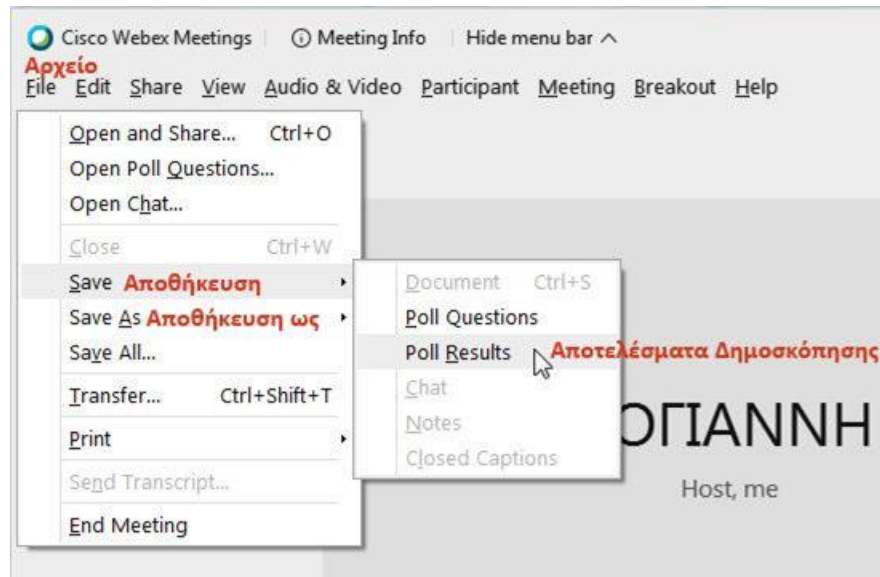 Cisco Webex Meetings Meeting Info Hide menu bar
Αρχείο
File Edit Share View Audio & Video Participant Meeting Breakout Help
Open and Share... Ctrl+O
Open Poll Questions...
Open Chat...
Close Ctrl+W
Save Αποθήκευση
Save As Αποθήκευση ως
Save All...
Transfer... Ctrl+Shift+T
Print
Send Transcript...
End Meeting
Document Ctrl+S
Poll Questions
Poll Results Αποτελέσματα Δημοσκόπησης
Chat
Notes
Closed Captions
ΟΓΙΑΝΝΗ
Host, me